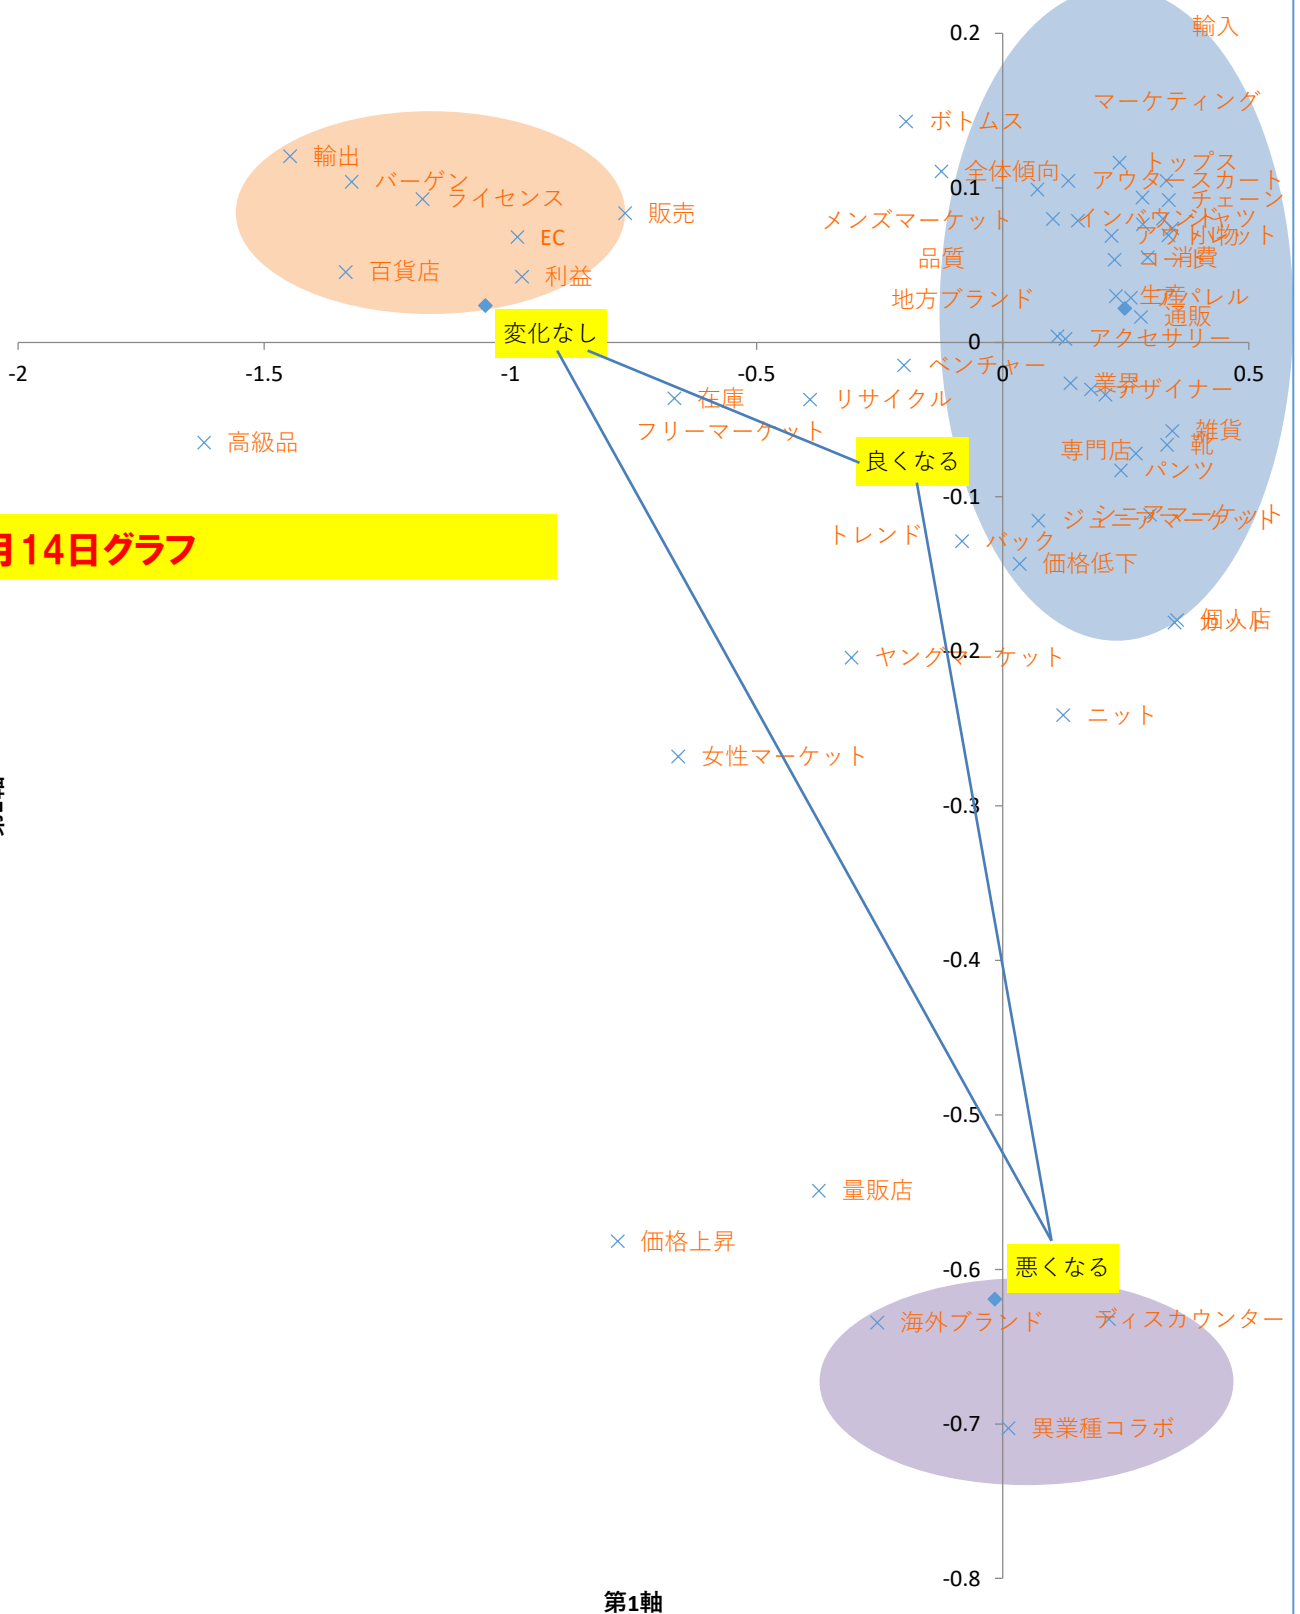 0.2
輸入
マーケティング
ボトムス
輸出
トップス
全体傾向
バーゲン
0.1
アウター
スカート
ライセンス
チェーン
販売
メンズマーケット
インバウンド
シャツ
EC
アウトレット
小物
品質
コート
消費
百貨店
利益
地方ブランド
生産
アパレル
通販
変化なし
0
アクセサリー
-2
-1.5
-1
-0.5
0
0.5
ベンチャー
業界
デザイナー
在庫
リサイクル
フリーマーケット
雑貨
高級品
専門店
靴
良くなる
パンツ
-0.1
シニアマーケット
ジュニアマーケット
月14日グラフ
トレンド
バック
価格低下
個人店
-0.2
ヤングマーケット
ニット
女性マーケット
-0.3
-0.4
-0.5
量販店
価格上昇
-0.6
悪くなる
海外ブランド
ディスカウンター
-0.7
異業種コラボ
-0.8
第1軸